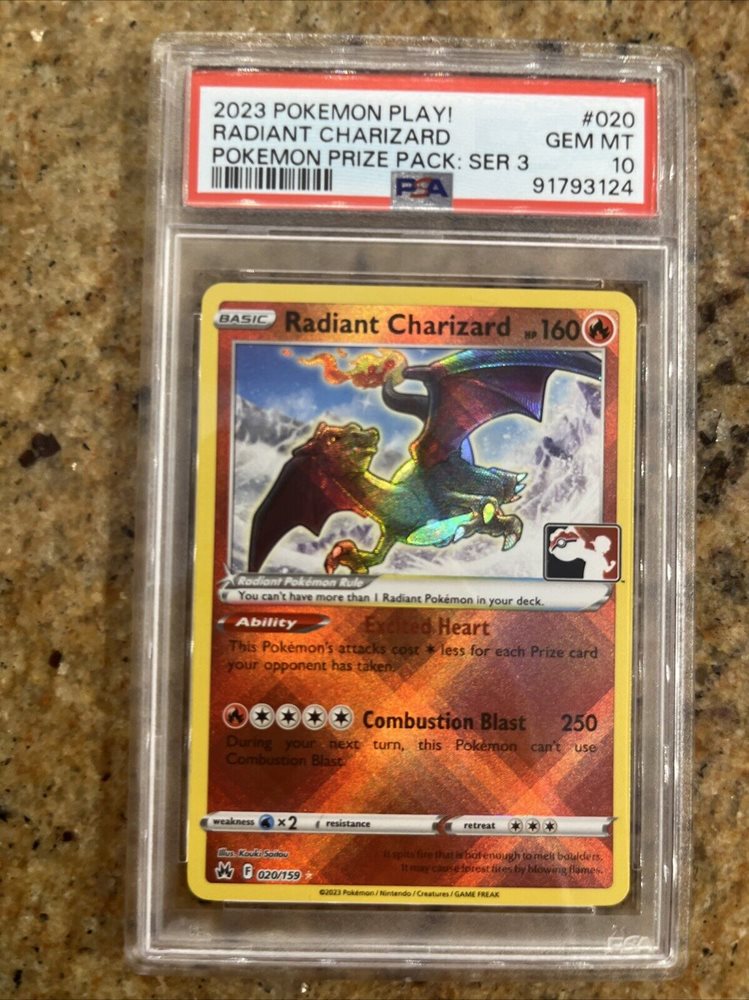 2023 POKEMON PLAY! #020
RADIANT CHARIZARD GEM MT
POKEMON PRIZE PACK: SER 3 10
PSA 91793124
BASIC Radiant Charizard HP 160
Radiant Pokémon Rule
You can't have more than 1 Radiant Pokémon in your deck.
Ability Excited Heart
This Pokémon's attacks cost less for each Prize card
your opponent has taken.
Combustion Blast 250
During your next turn, this Pokémon can't use
Combustion Blast.
weakness ×2 resistance retreat
Illus. Kouki Saitou
It spits fire that is hot enough to melt boulders.
It may cause forest fires by blowing flames.
F 020/159
©2023 Pokémon / Nintendo / Creatures / GAME FREAK
PSA